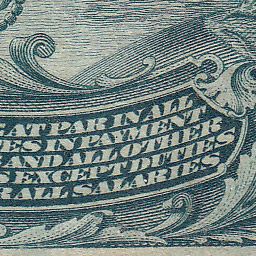 AT PAR IN ALL
ES IN PAYMENT
AND ALL OTHER
S EXCEPT DUTIES
R ALL SALARIES